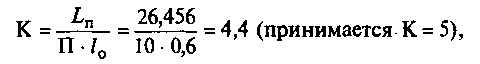 K = Lп / П · lо = 26,456 / 10 · 0,6 = 4,4 (принимается K = 5),